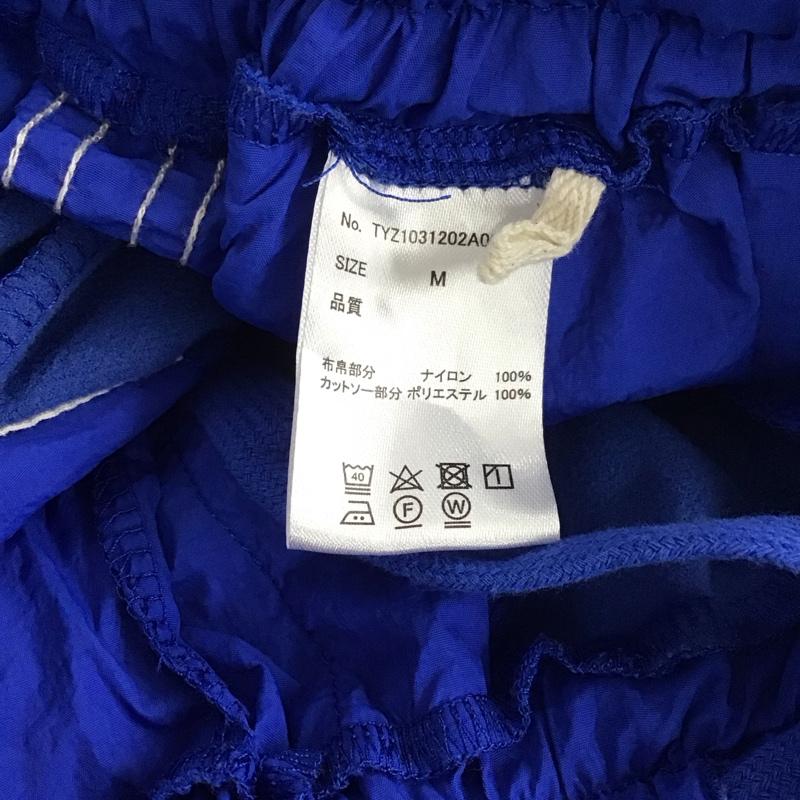 No. TYZ1031202A0
SIZE M
品質
布帛部分 ナイロン 100%
カットソー部分 ポリエステル 100%
40
F W